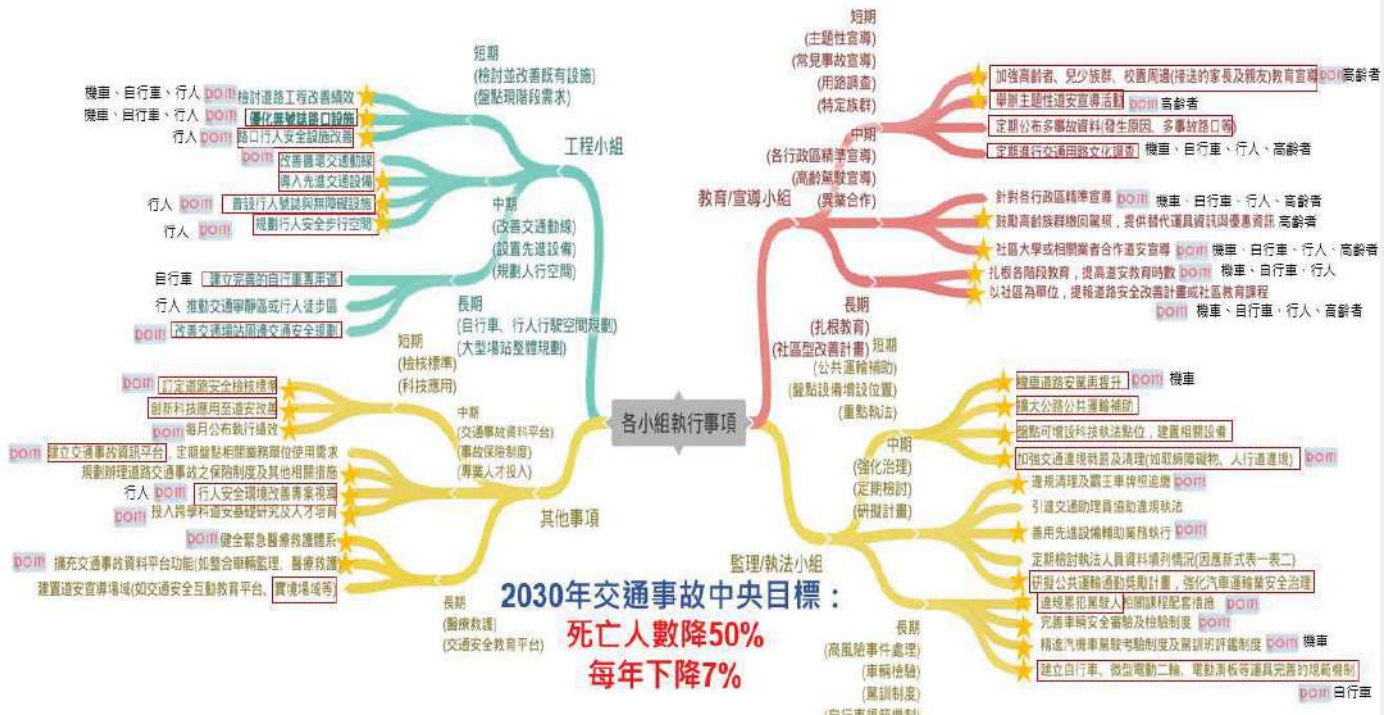 各小組執行事項
工程小組
短期
(檢討並改善既有設施)
(盤點現階段需求)
機車、自行車、行人 檢討道路工程改善績效
機車、自行車、行人 優化無號誌路口設施
行人 路口行人安全設施改善
中期
(改善交通動線)
(設置先進設備)
(規劃人行空間)
改善圓環交通動線
導入先進交通設備
行人 普設行人號誌與無障礙設施
行人 規劃行人安全步行空間
長期
(自行車、行人行駛空間規劃)
(大型場站整體規劃)
自行車 建立完善的自行車專用道
行人 推動交通寧靜區或行人徒步區
改善交通場站周邊交通安全規劃
其他事項
短期
(檢核標準)
(科技應用)
訂定道路安全檢核標準
創新科技應用至道安改善
每月公布執行績效
中期
(交通事故資料平台)
(事故保險制度)
(專業人才投入)
建立交通事故資訊平台，定期盤點相關業務單位使用需求
規劃辦理道路交通事故之保險制度及其他相關措施
行人 行人安全環境改善專案視導
投入跨學科道安基礎研究及人才培育
長期
(醫療救護)
(交通安全教育平台)
健全緊急醫療救護體系
擴充交通事故資料平台功能(如整合車輛監理、醫療救護)
建置道安宣導場域(如交通安全互動教育平台、實境場域等)
教育/宣導小組
短期
(主題性宣導)
(常見事故宣導)
(用路調查)
(特定族群)
加強高齡者、兒少族群、校園周邊(接送的家長及親友)教育宣導 高齡者
舉辦主題性道安宣導活動 高齡者
定期公布多事故資料(發生原因、多事故路口等)
定期進行交通用路文化調查 機車、自行車、行人、高齡者
中期
(各行政區精準宣導)
(高齡駕駛宣導)
(異業合作)
針對各行政區精準宣導 機車、自行車、行人、高齡者
鼓勵高齡族群繳回駕照，提供替代運具資訊與優惠資訊 高齡者
社區大學或相關業者合作道安宣導 機車、自行車、行人、高齡者
長期
(扎根教育)
(社區型改善計畫)
扎根各階段教育，提高道安教育時數 機車、自行車、行人
以社區為單位，提報道路安全改善計畫或社區教育課程
機車、自行車、行人、高齡者
監理/執法小組
短期
(公共運輸補助)
(盤點設備增設位置)
(重點執法)
機車道路安駕再提升 機車
擴大公路公共運輸補助
盤點可增設科技執法點位，建置相關設備
加強交通違規稽查及清理(如取締障礙物、人行道違規)
中期
(強化治理)
(定期檢討)
(研擬計畫)
違規清理及霸王車牌照追繳
引進交通助理員協助違規執法
善用先進設備輔助業務執行
定期檢討執法人員資料填列情況(因應新式表一表二)
研擬公共運輸通勤獎勵計畫，強化汽車運輸業安全治理
長期
(高風險事件處理)
(車輛檢驗)
(駕訓制度)
(自行車規範機制)
違規累犯駕駛人相關課程配套措施
完善車輛安全審驗及檢驗制度
精進汽機車駕駛考驗制度及駕訓班評鑑制度 機車
建立自行車、微型電動二輪、電動滑板等運具完善的規範機制
自行車
2030年交通事故中央目標：
死亡人數降50%
每年下降7%